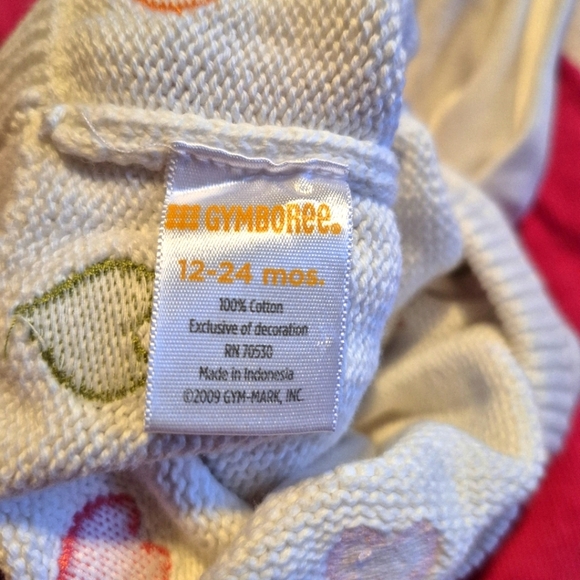 GYMBOREE.
12-24 mos.
100% Cotton
Exclusive of decoration
RN 70530
Made in Indonesia
©2009 GYM-MARK, INC.